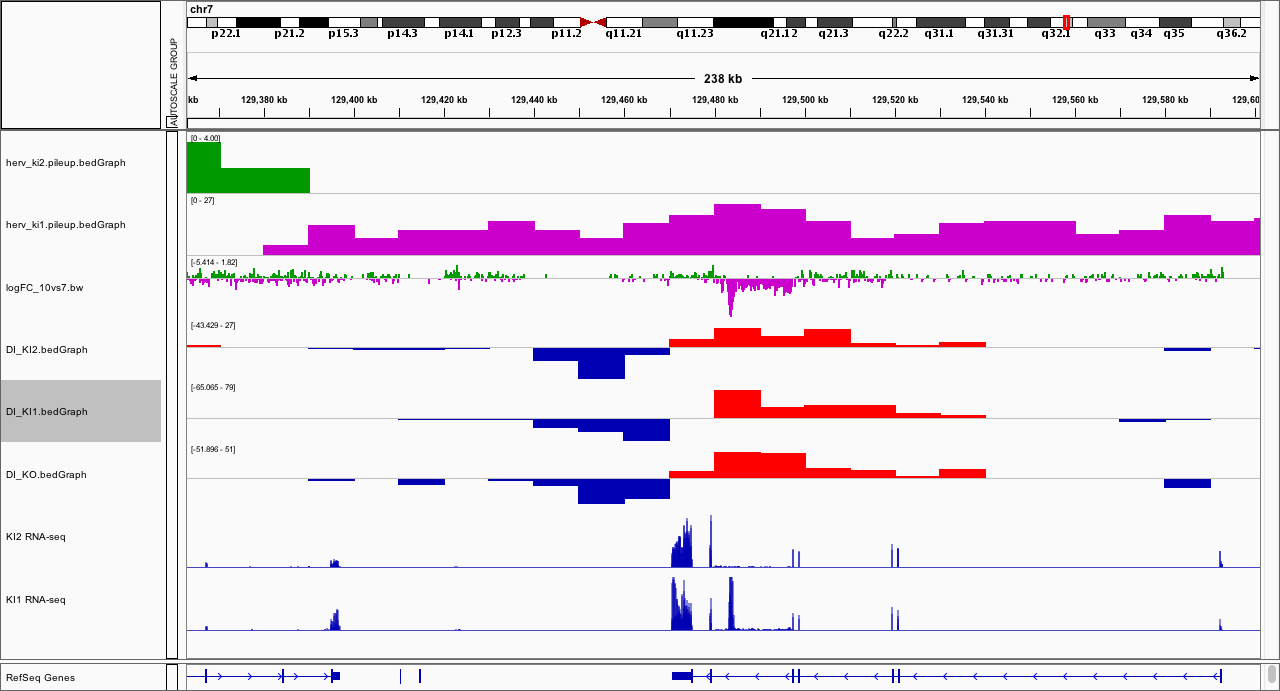 chr7
p22.1 p21.2 p15.3 p14.3 p14.1 p12.3 p11.2 q11.21 q11.23 q21.12 q21.3 q22.2 q31.1 q31.31 q32.1 q33 q34 q35 q36.2
AUTOSCALE GROUP
238 kb
kb 129,380 kb 129,400 kb 129,420 kb 129,440 kb 129,460 kb 129,480 kb 129,500 kb 129,520 kb 129,540 kb 129,560 kb 129,580 kb 129,60
[0 - 4.00]
herv_ki2.pileup.bedGraph
[0 - 27]
herv_ki1.pileup.bedGraph
[-5.414 - 1.82]
logFC_10vs7.bw
[-43.429 - 27]
DI_KI2.bedGraph
[-65.065 - 79]
DI_KI1.bedGraph
[-51.896 - 51]
DI_KO.bedGraph
KI2 RNA-seq
KI1 RNA-seq
RefSeq Genes